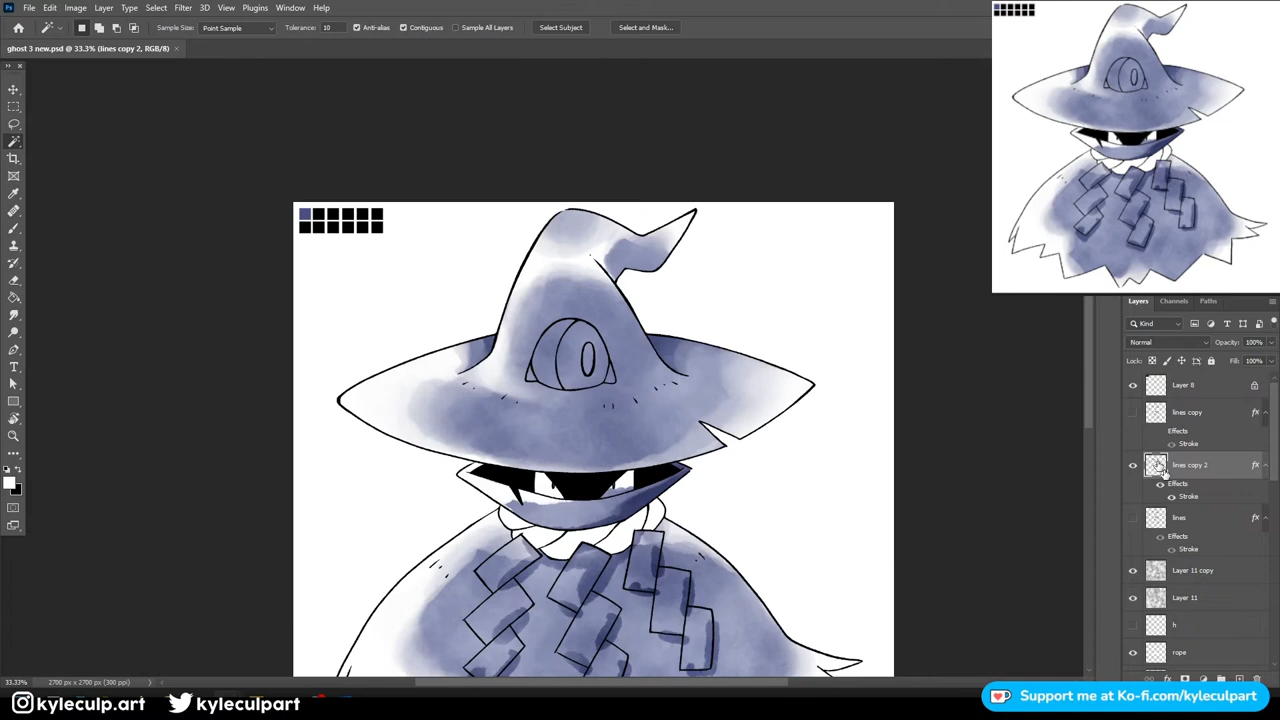 File Edit Image Layer Type Select Filter 3D View Plugins Window Help
Sample Size: Point Sample Tolerance: 10 Anti-alias Contiguous Sample All Layers Select Subject Select and Mask...
ghost 3 new.psd @ 33.3% (lines copy 2, RGB/8)
Layers Channels Paths
Kind
Normal Opacity: 100%
Lock: Fill: 100%
Layer 8
lines copy fx
Effects
Stroke
lines copy 2 fx
Effects
Stroke
lines fx
Effects
Stroke
Layer 11 copy
Layer 11
h
rope
33.33% 2700 px x 2700 px (300 ppi)
kyleculp.art kyleculpart
Support me at Ko-fi.com/kyleculpart